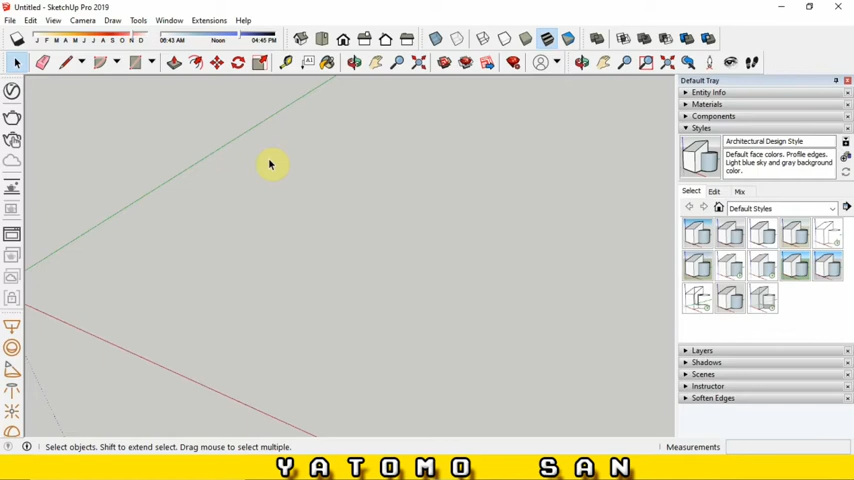 Untitled - SketchUp Pro 2019
File Edit View Camera Draw Tools Window Extensions Help
J F M A M J J A S O N D 06:43 AM Noon 04:45 PM
Default Tray
Entity Info
Materials
Components
Styles
Architectural Design Style
Default face colors. Profile edges. Light blue sky and gray background color.
Select Edit Mix
Default Styles
Layers
Shadows
Scenes
Instructor
Soften Edges
Select objects. Shift to extend select. Drag mouse to select multiple. Measurements
YATOMO SAN